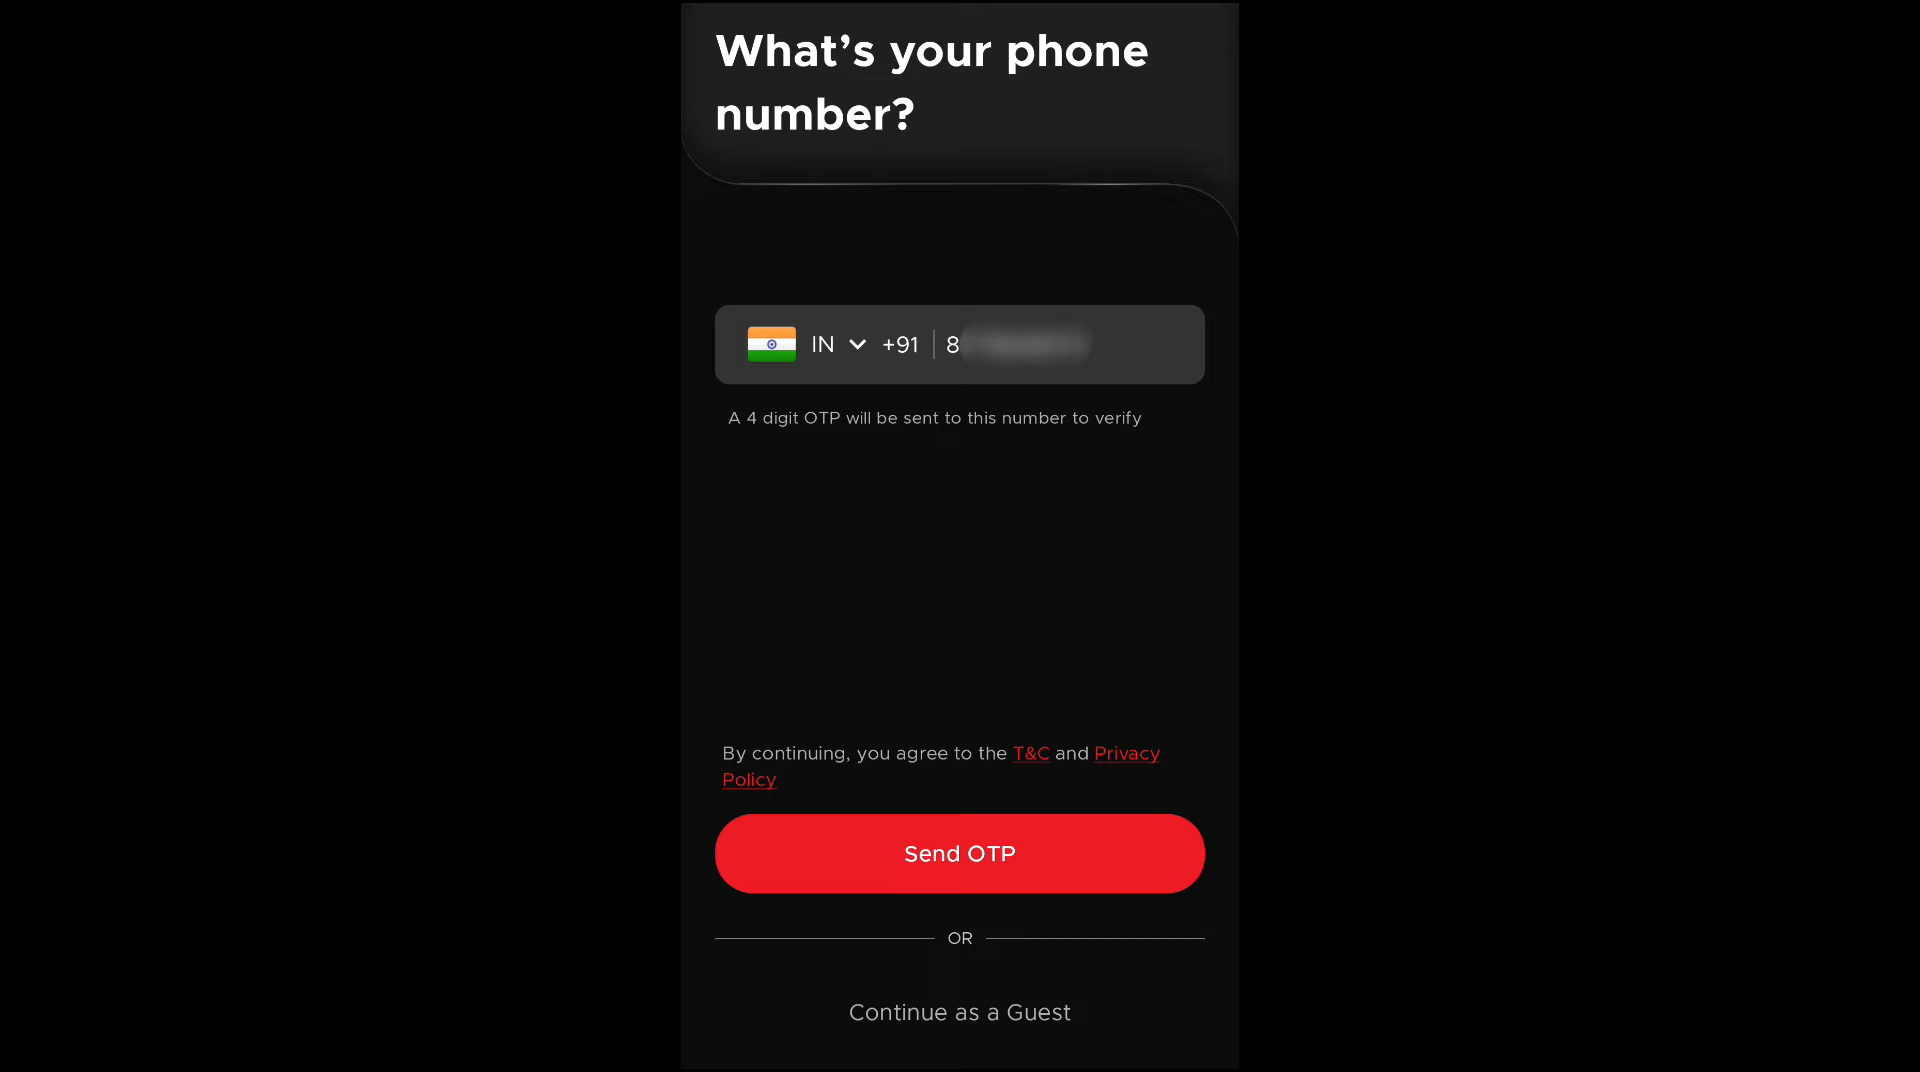 What’s your phone
number?
IN +91 8
A 4 digit OTP will be sent to this number to verify
By continuing, you agree to the T&C and Privacy
Policy
Send OTP
OR
Continue as a Guest